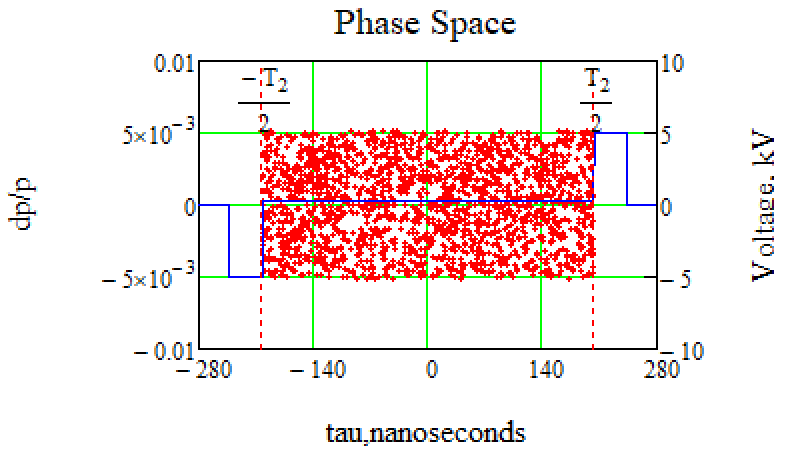 Phase Space
0.01
10
−T₂
2
T₂
2
5×10⁻³
5
dp/p
0
0
Voltage, kV
−5×10⁻³
−5
−0.01
−10
−280
−140
0
140
280
tau,nanoseconds